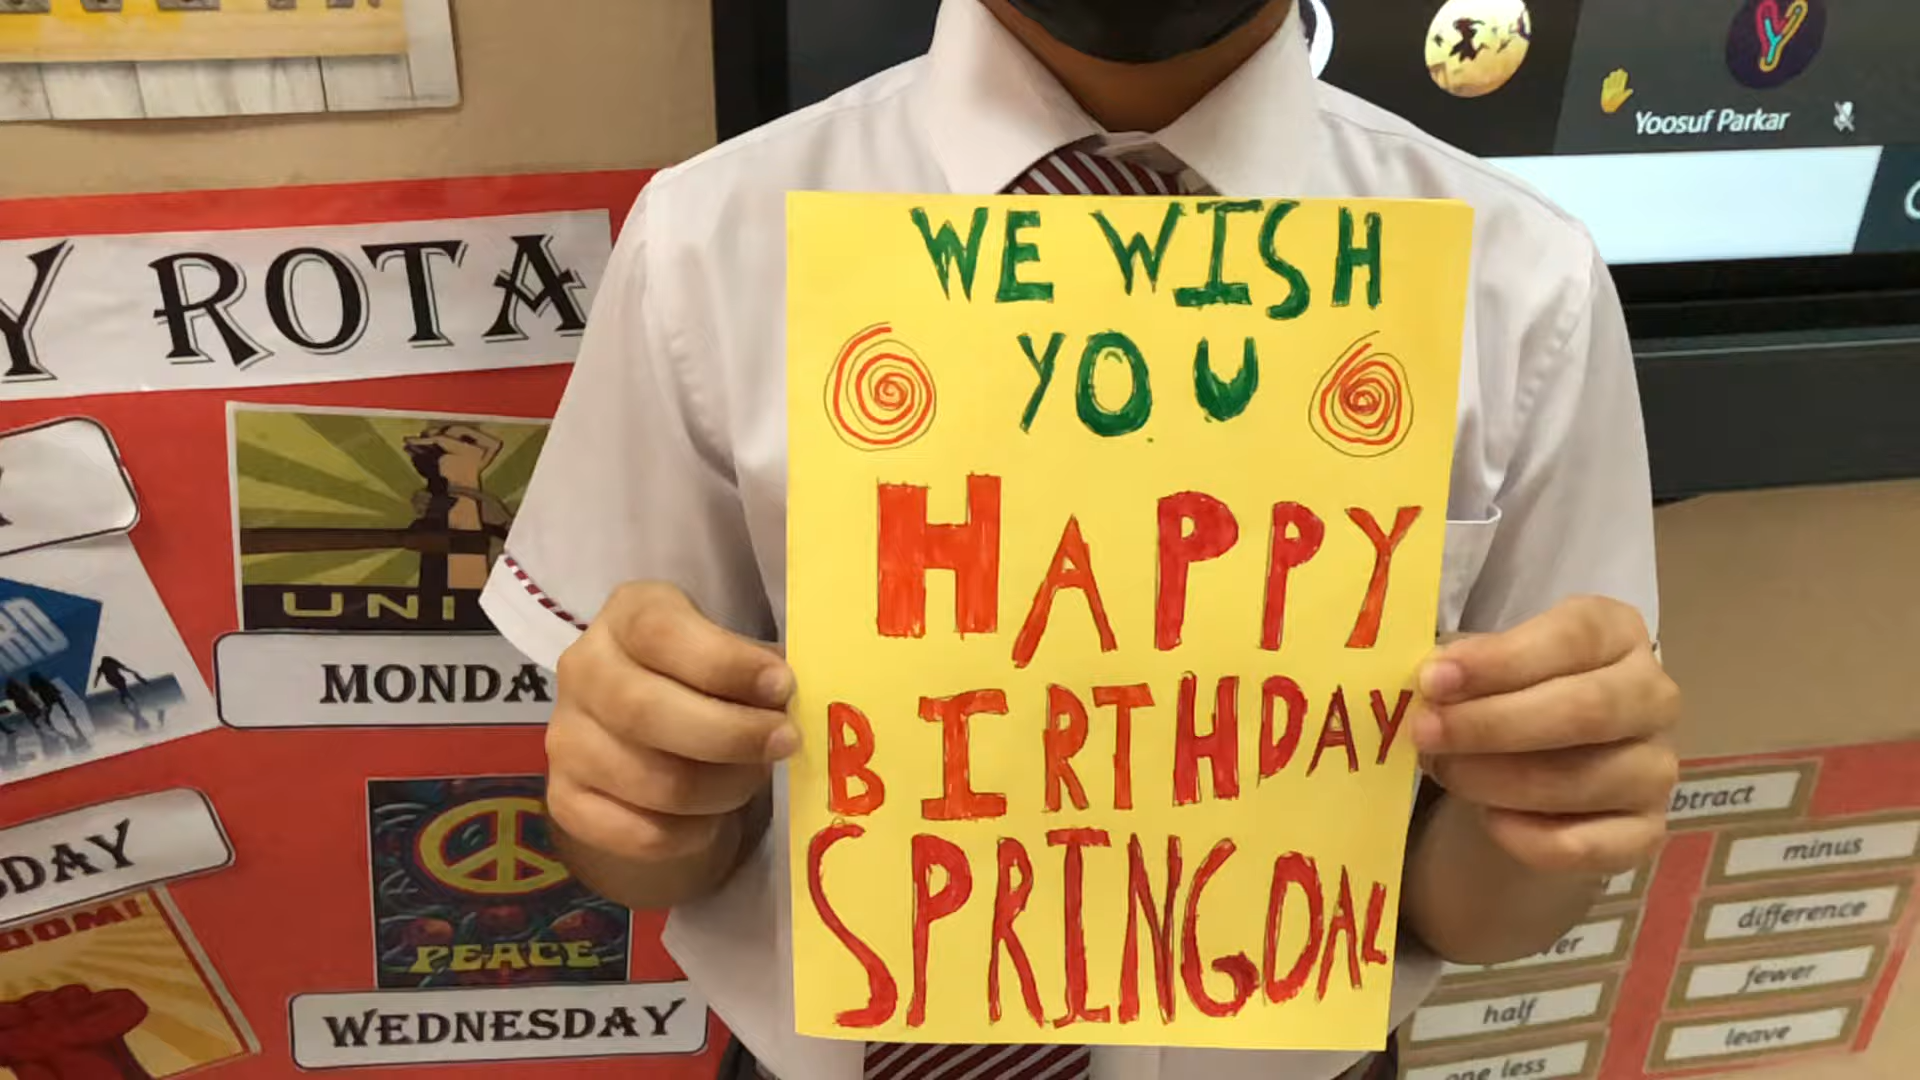 Yoosuf Parkar
Y ROTA
WE WISH
YOU
HAPPY
BIRTHDAY
SPRINGDAL
UNI
MONDA
DAY
PEACE
WEDNESDAY
btract
minus
difference
fewer
half
leave
one less